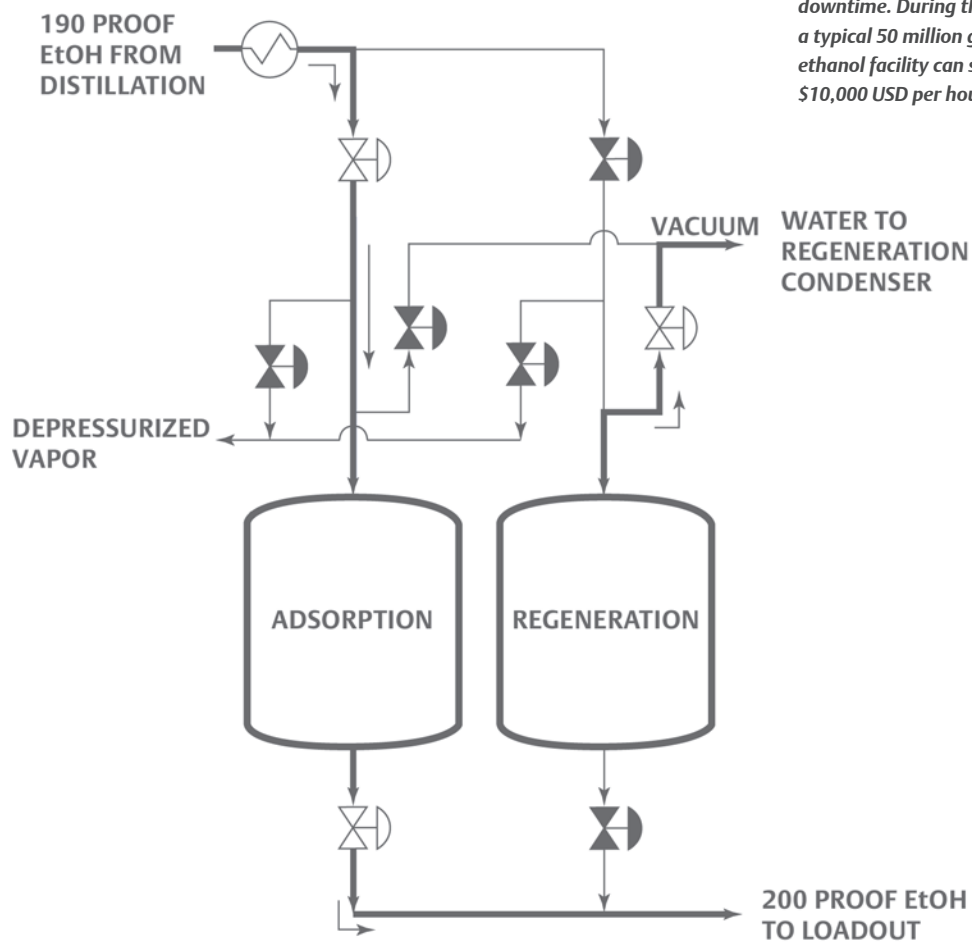 190 PROOF
EtOH FROM
DISTILLATION
downtime. During th
a typical 50 million g
ethanol facility can s
$10,000 USD per hou
VACUUM
WATER TO
REGENERATION
CONDENSER
DEPRESSURIZED
VAPOR
ADSORPTION
REGENERATION
200 PROOF EtOH
TO LOADOUT